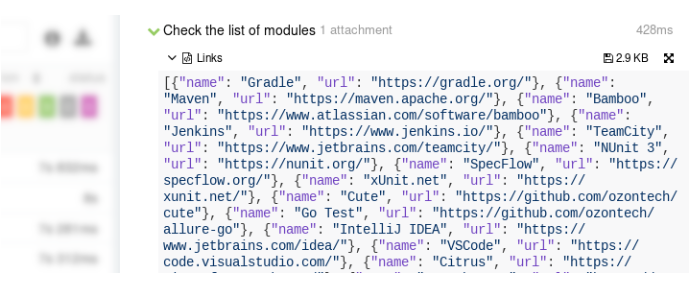 Check the list of modules 1 attachment 428ms
Links 2.9 KB
[{"name": "Gradle", "url": "https://gradle.org/"}, {"name":
"Maven", "url": "https://maven.apache.org/"}, {"name": "Bamboo",
"url": "https://www.atlassian.com/software/bamboo"}, {"name":
"Jenkins", "url": "https://www.jenkins.io/"}, {"name": "TeamCity",
"url": "https://www.jetbrains.com/teamcity/"}, {"name": "NUnit 3",
"url": "https://nunit.org/"}, {"name": "SpecFlow", "url": "https://
specflow.org/"}, {"name": "xUnit.net", "url": "https://
xunit.net/"}, {"name": "Cute", "url": "https://github.com/ozontech/
cute"}, {"name": "Go Test", "url": "https://github.com/ozontech/
allure-go"}, {"name": "IntelliJ IDEA", "url": "https://
www.jetbrains.com/idea/"}, {"name": "VSCode", "url": "https://
code.visualstudio.com/"}, {"name": "Citrus", "url": "https://